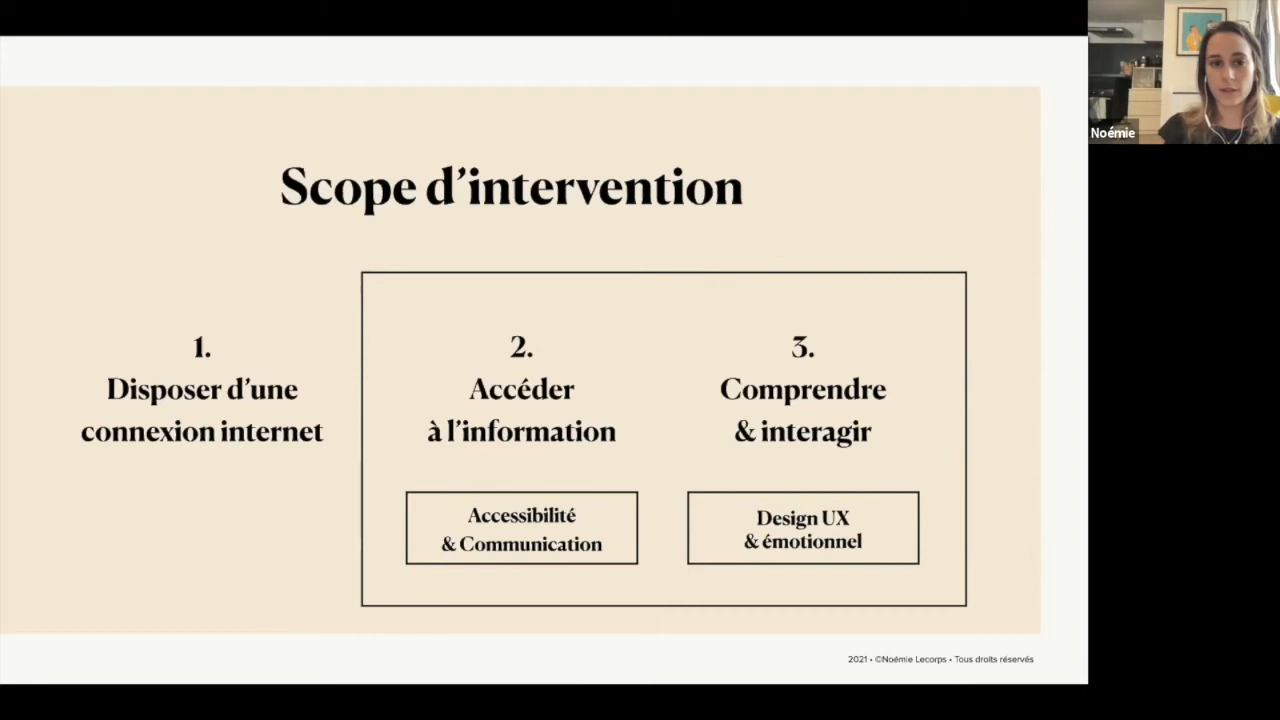 Scope d’intervention
1.
Disposer d’une
connexion internet
2.
Accéder
à l’information
Accessibilité
& Communication
3.
Comprendre
& interagir
Design UX
& émotionnel
2021 • ©Noémie Lecorps • Tous droits réservés
Noémie